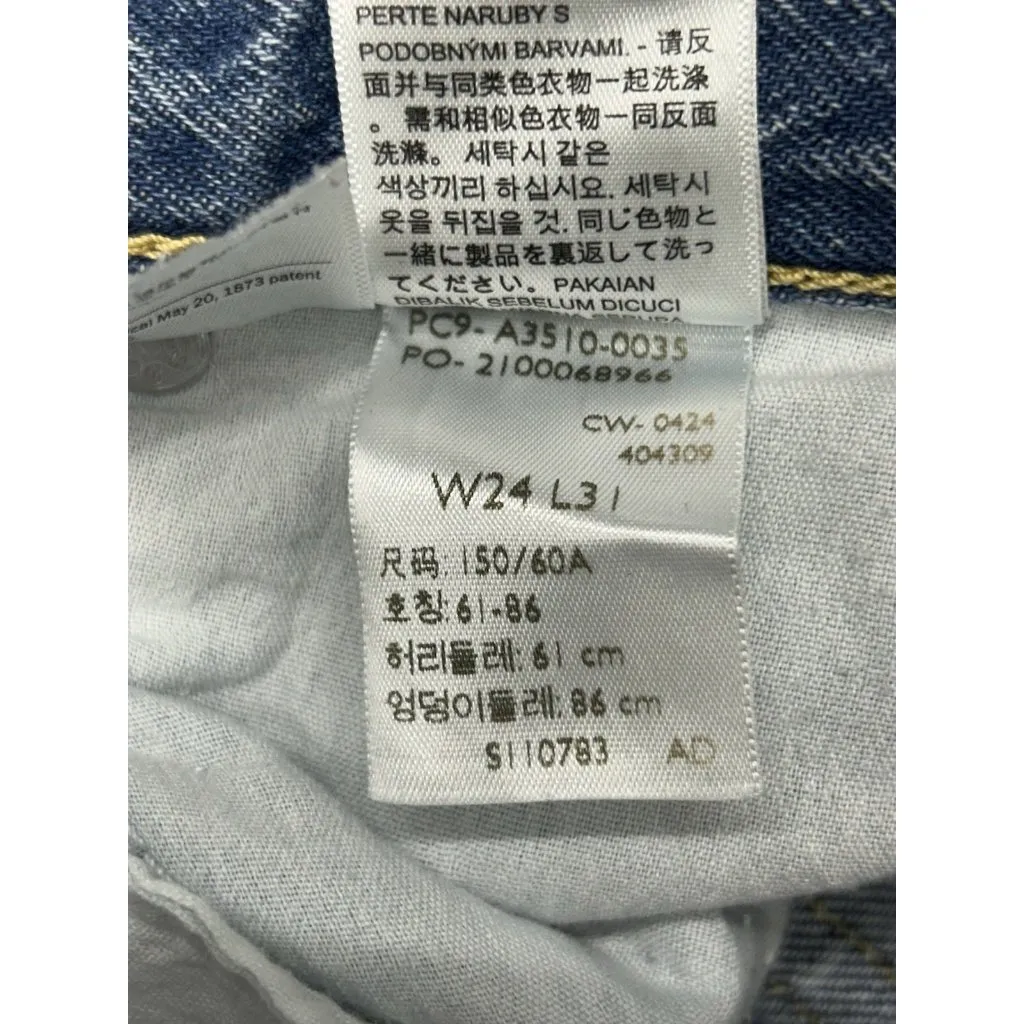 PERTE NARUBY S
PODOBNÝMI BARVAMI. - 请反
面并与同类色衣物一起洗涤
。需和相似色衣物一同反面
洗滌。세탁시 같은
색상끼리 하십시요. 세탁시
옷을 뒤집을 것. 同じ色物と
一緒に製品を裏返して洗っ
てください。PAKAIAN
DIBALIK SEBELUM DICUCI
May 20, 1873 patent
PC9- A3510-0035
PO- 2100068966
CW- 0424
404309
W24 L31
尺码: 150/60A
호칭: 61-86
허리둘레: 61 cm
엉덩이둘레: 86 cm
S110783 AD